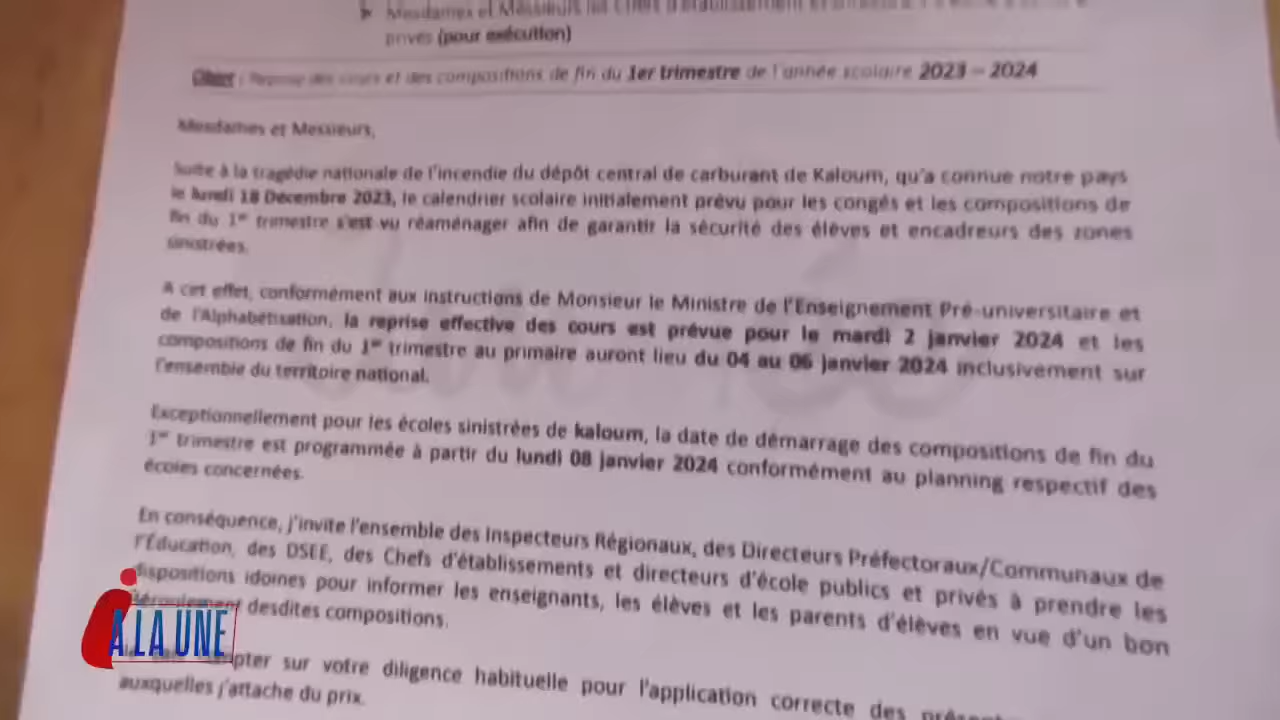 ➤ Mesdames et Messieurs les Chefs d'établissement et
privés (pour exécution)
Objet : Reprise des cours et des compositions de fin du 1er trimestre de l'année scolaire 2023 – 2024
Mesdames et Messieurs,
Suite à la tragédie nationale de l'incendie du dépôt central de carburant de Kaloum, qu'a connue notre pays
le lundi 18 Décembre 2023, le calendrier scolaire initialement prévu pour les congés et les compositions de
fin du 1er trimestre s'est vu réaménager afin de garantir la sécurité des élèves et encadreurs des zones
sinistrées.
A cet effet, conformément aux instructions de Monsieur le Ministre de l'Enseignement Pré-universitaire et
de l'Alphabétisation, la reprise effective des cours est prévue pour le mardi 2 janvier 2024 et les
compositions de fin du 1er trimestre au primaire auront lieu du 04 au 06 janvier 2024 inclusivement sur
l'ensemble du territoire national.
Exceptionnellement pour les écoles sinistrées de kaloum, la date de démarrage des compositions de fin du
1er trimestre est programmée à partir du lundi 08 janvier 2024 conformément au planning respectif des
écoles concernées.
En conséquence, j'invite l'ensemble des Inspecteurs Régionaux, des Directeurs Préfectoraux/Communaux de
l'Éducation, des DSEE, des Chefs d'établissements et directeurs d'école publics et privés à prendre les
dispositions idoines pour informer les enseignants, les élèves et les parents d'élèves en vue d'un bon
déroulement desdites compositions.
compter sur votre diligence habituelle pour l'application correcte des
auxquelles j'attache du prix.
A LA UNE